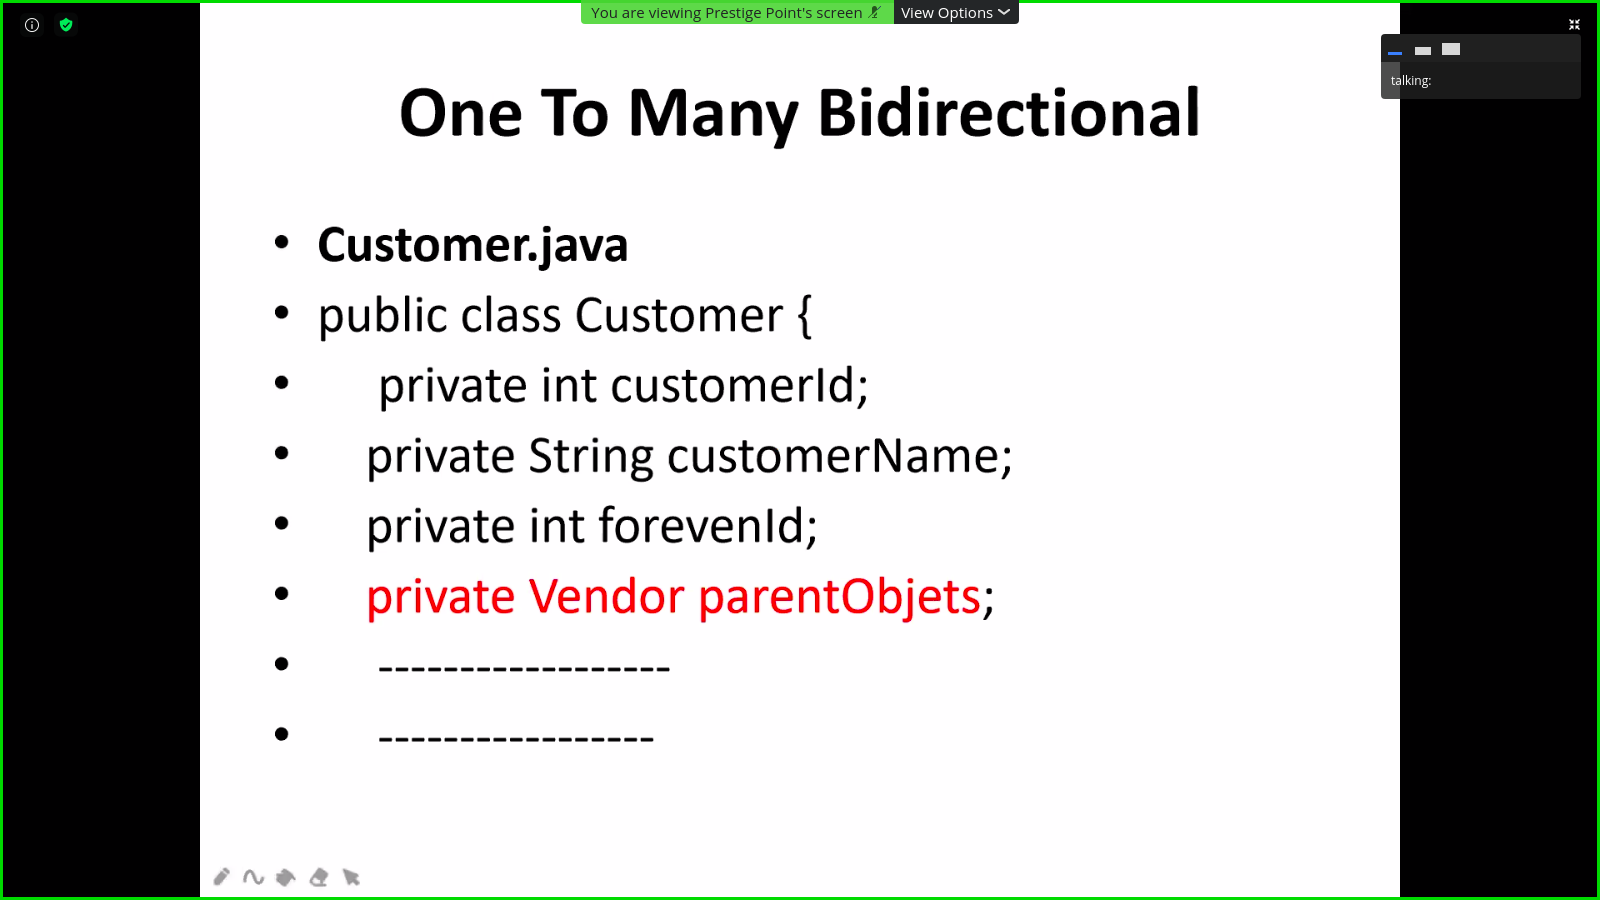 You are viewing Prestige Point's screen View Options
talking:
One To Many Bidirectional
• Customer.java
• public class Customer {
• private int customerId;
• private String customerName;
• private int forevenId;
• private Vendor parentObjets;
• ------------------
• -----------------